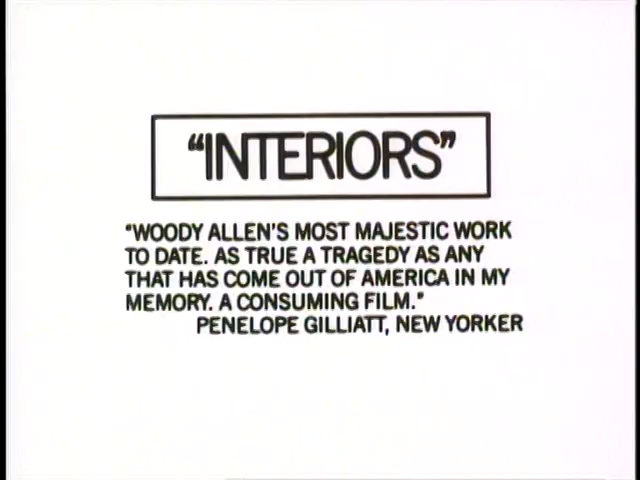 “INTERIORS”
"WOODY ALLEN'S MOST MAJESTIC WORK
TO DATE. AS TRUE A TRAGEDY AS ANY
THAT HAS COME OUT OF AMERICA IN MY
MEMORY. A CONSUMING FILM."
PENELOPE GILLIATT, NEW YORKER